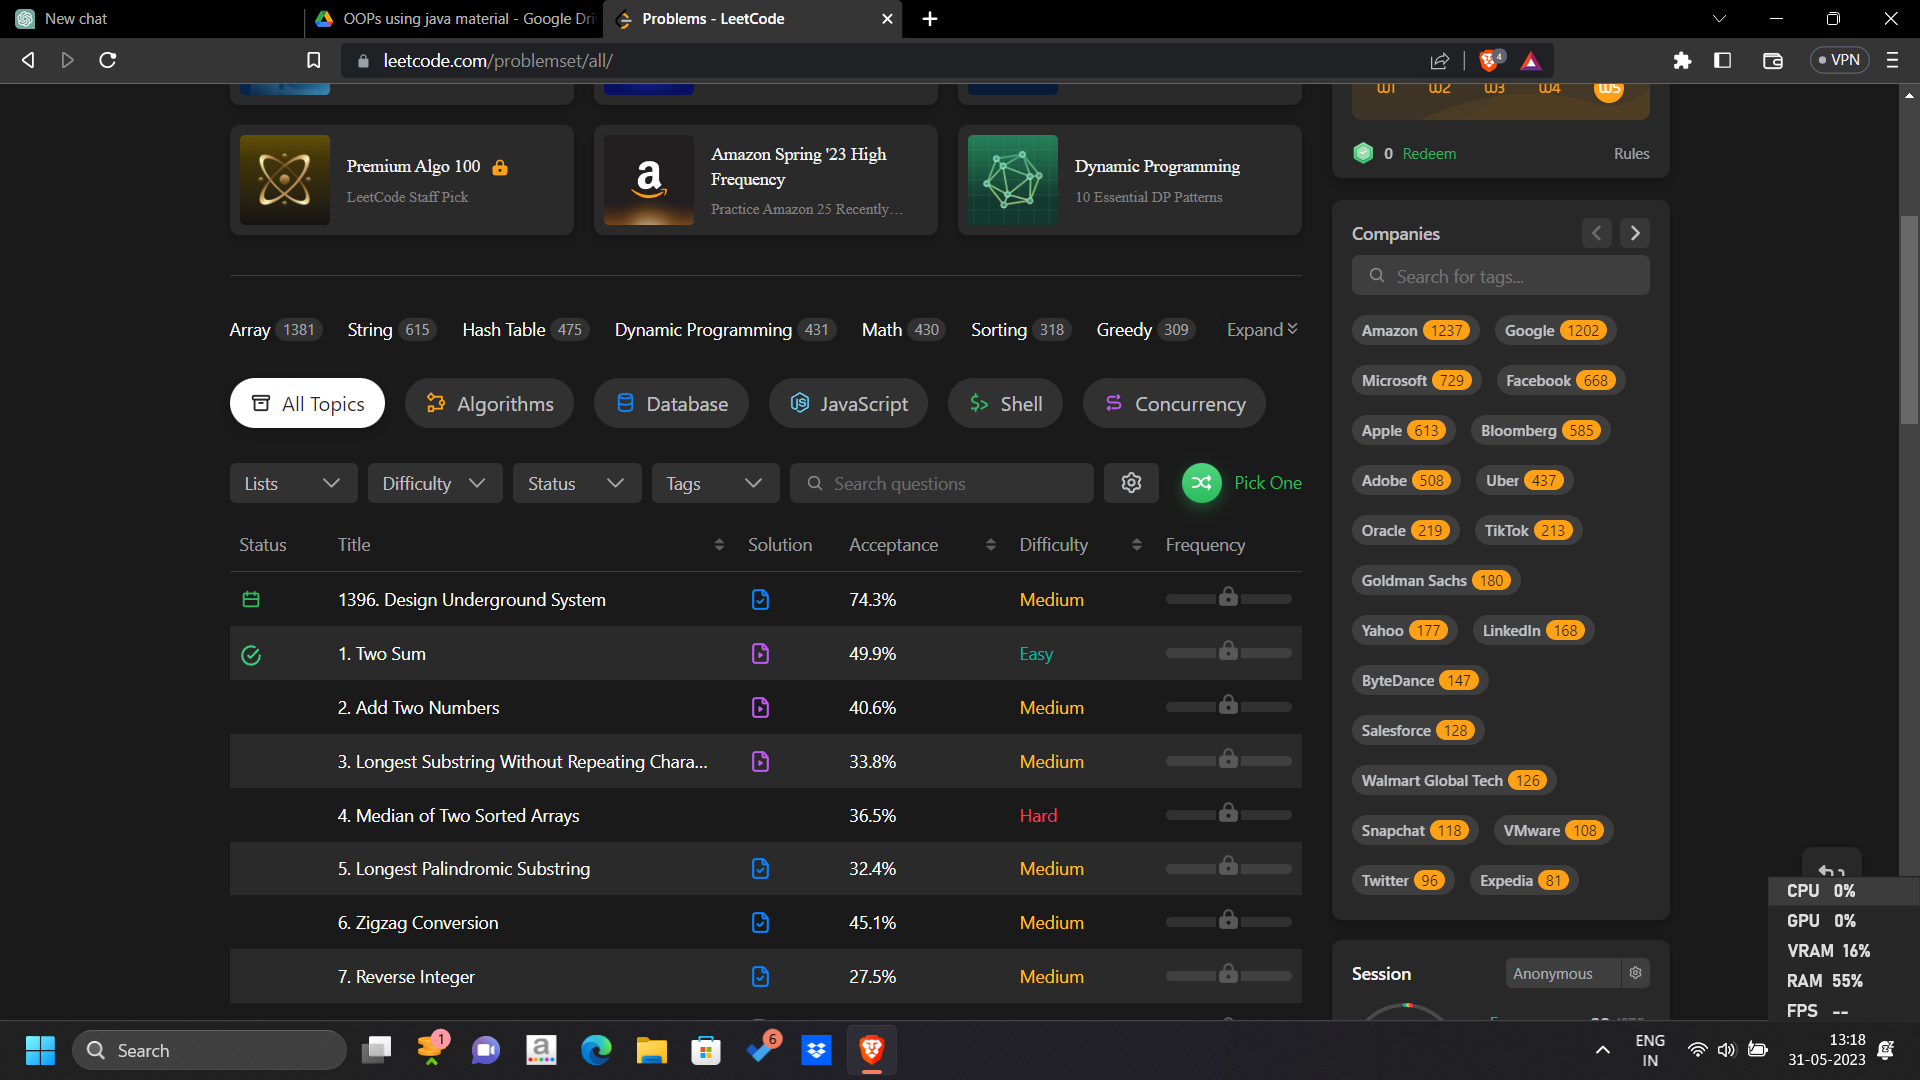 New chat
OOPs using java material - Google Dri
Problems - LeetCode
leetcode.com/problemset/all/
4
VPN
W1 W2 W3 W4 W5
Premium Algo 100
LeetCode Staff Pick
Amazon Spring '23 High
Frequency
Practice Amazon 25 Recently...
Dynamic Programming
10 Essential DP Patterns
0 Redeem
Rules
Array 1381
String 615
Hash Table 475
Dynamic Programming 431
Math 430
Sorting 318
Greedy 309
Expand
All Topics
Algorithms
Database
JavaScript
Shell
Concurrency
Lists
Difficulty
Status
Tags
Search questions
Pick One
Status Title Solution Acceptance Difficulty Frequency
1396. Design Underground System 74.3% Medium
1. Two Sum 49.9% Easy
2. Add Two Numbers 40.6% Medium
3. Longest Substring Without Repeating Chara... 33.8% Medium
4. Median of Two Sorted Arrays 36.5% Hard
5. Longest Palindromic Substring 32.4% Medium
6. Zigzag Conversion 45.1% Medium
7. Reverse Integer 27.5% Medium
Companies
Search for tags...
Amazon 1237 Google 1202
Microsoft 729 Facebook 668
Apple 613 Bloomberg 585
Adobe 508 Uber 437
Oracle 219 TikTok 213
Goldman Sachs 180
Yahoo 177 LinkedIn 168
ByteDance 147
Salesforce 128
Walmart Global Tech 126
Snapchat 118 VMware 108
Twitter 96 Expedia 81
Session
Anonymous
CPU 0%
GPU 0%
VRAM 16%
RAM 55%
FPS --
Search
1
a
6
ENG
IN
13:18
31-05-2023